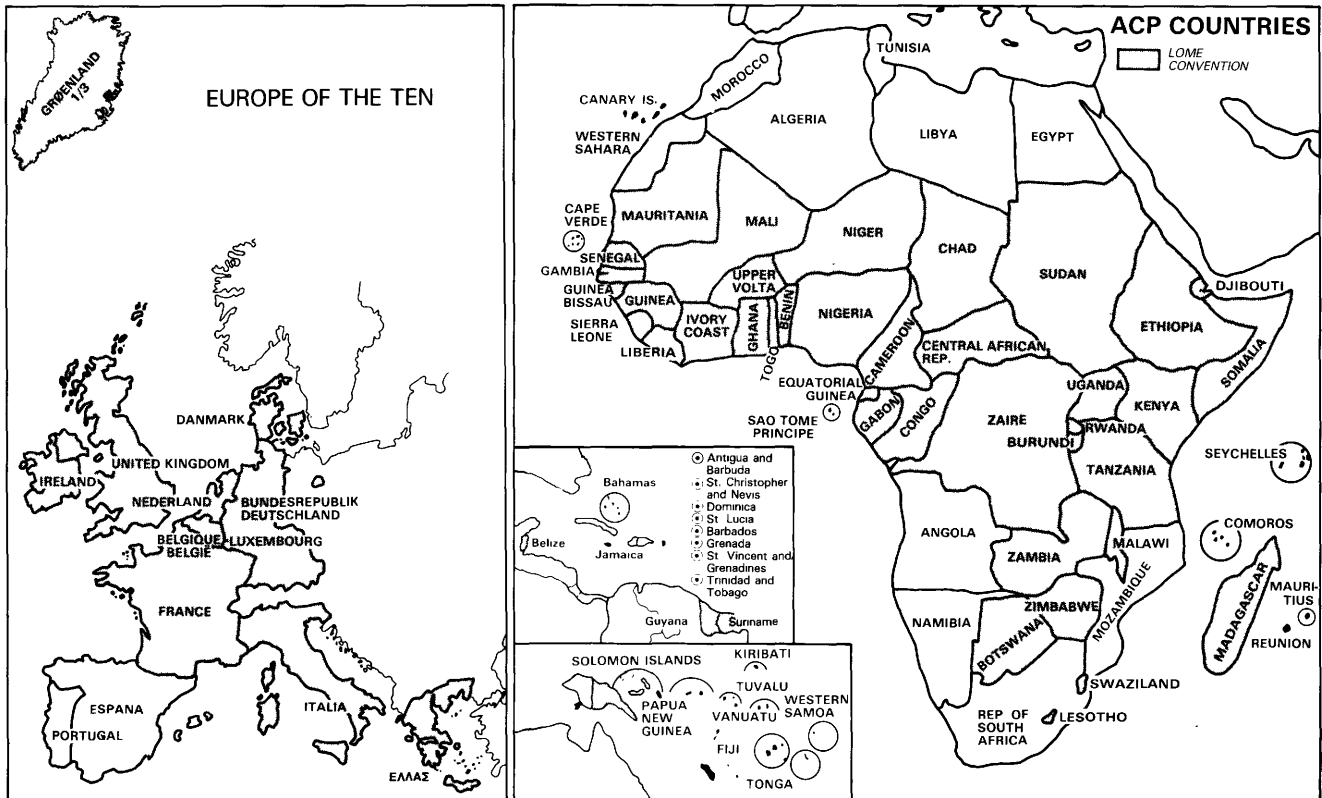 GRØENLAND
1/3
EUROPE OF THE TEN
DANMARK
UNITED KINGDOM
IRELAND
NEDERLAND
BUNDESREPUBLIK
DEUTSCHLAND
BELGIQUE
BELGIË
LUXEMBOURG
FRANCE
ESPANA
PORTUGAL
ITALIA
ΕΛΛΑΣ
ACP COUNTRIES
LOME
CONVENTION
TUNISIA
MOROCCO
CANARY IS.
ALGERIA
LIBYA
EGYPT
WESTERN
SAHARA
CAPE
VERDE
MAURITANIA
MALI
NIGER
CHAD
SUDAN
SENEGAL
GAMBIA
GUINEA
BISSAU
GUINEA
UPPER
VOLTA
DJIBOUTI
SIERRA
LEONE
IVORY
COAST
GHANA
BENIN
NIGERIA
ETHIOPIA
LIBERIA
TOGO
CAMEROON
CENTRAL AFRICAN
REP.
SOMALIA
EQUATORIAL
GUINEA
UGANDA
KENYA
SAO TOME
PRINCIPE
GABON
CONGO
ZAIRE
RWANDA
BURUNDI
SEYCHELLES
TANZANIA
COMOROS
ANGOLA
MALAWI
ZAMBIA
MOZAMBIQUE
MADAGASCAR
MAURI-
TIUS
REUNION
NAMIBIA
ZIMBABWE
BOTSWANA
SWAZILAND
LESOTHO
REP OF
SOUTH
AFRICA
Bahamas
Belize
Jamaica
Antigua and
Barbuda
St. Christopher
and Nevis
Dominica
St Lucia
Barbados
Grenada
St Vincent and
Grenadines
Trinidad and
Tobago
Guyana
Suriname
SOLOMON ISLANDS
KIRIBATI
TUVALU
PAPUA
NEW
GUINEA
VANUATU
WESTERN
SAMOA
FIJI
TONGA